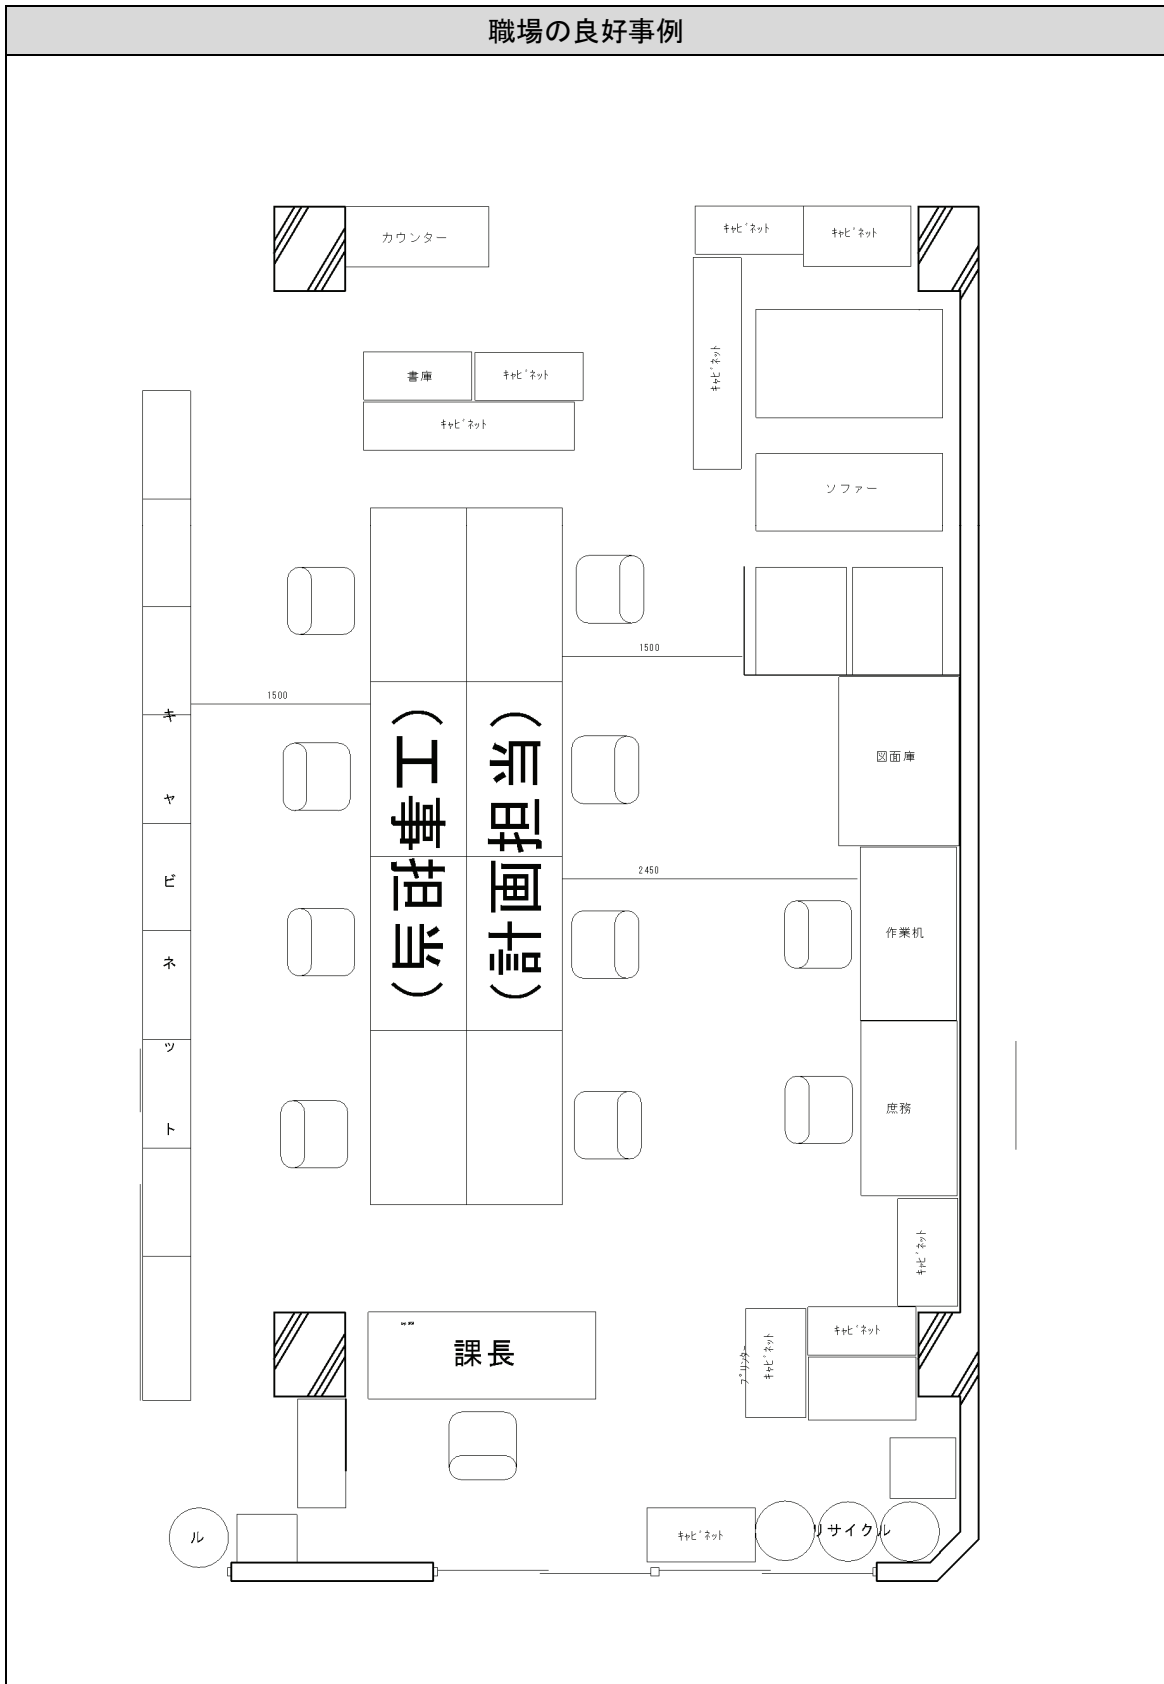 職場の良好事例
カウンター
ｷｬﾋﾞﾈｯﾄ
ｷｬﾋﾞﾈｯﾄ
ｷｬﾋﾞﾈｯﾄ
書庫
ｷｬﾋﾞﾈｯﾄ
ｷｬﾋﾞﾈｯﾄ
ソファー
1500
1500
キャビネット
(工事担当)
(計画担当)
図面庫
2450
作業机
庶務
ｷｬﾋﾞﾈｯﾄ
課長
ﾌﾟﾘﾝﾀｰ
ｷｬﾋﾞﾈｯﾄ
ｷｬﾋﾞﾈｯﾄ
ル
ｷｬﾋﾞﾈｯﾄ
リサイクル